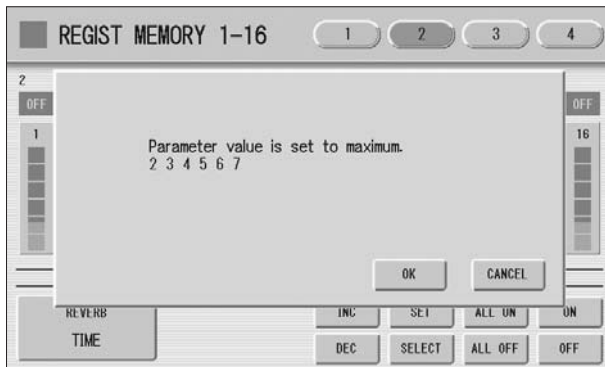 REGIST MEMORY 1-16 1 2 3 4
2
OFF OFF
1 16
Parameter value is set to maximum.
2 3 4 5 6 7
OK CANCEL
REVERB INC SET ALL ON ON
TIME DEC SELECT ALL OFF OFF